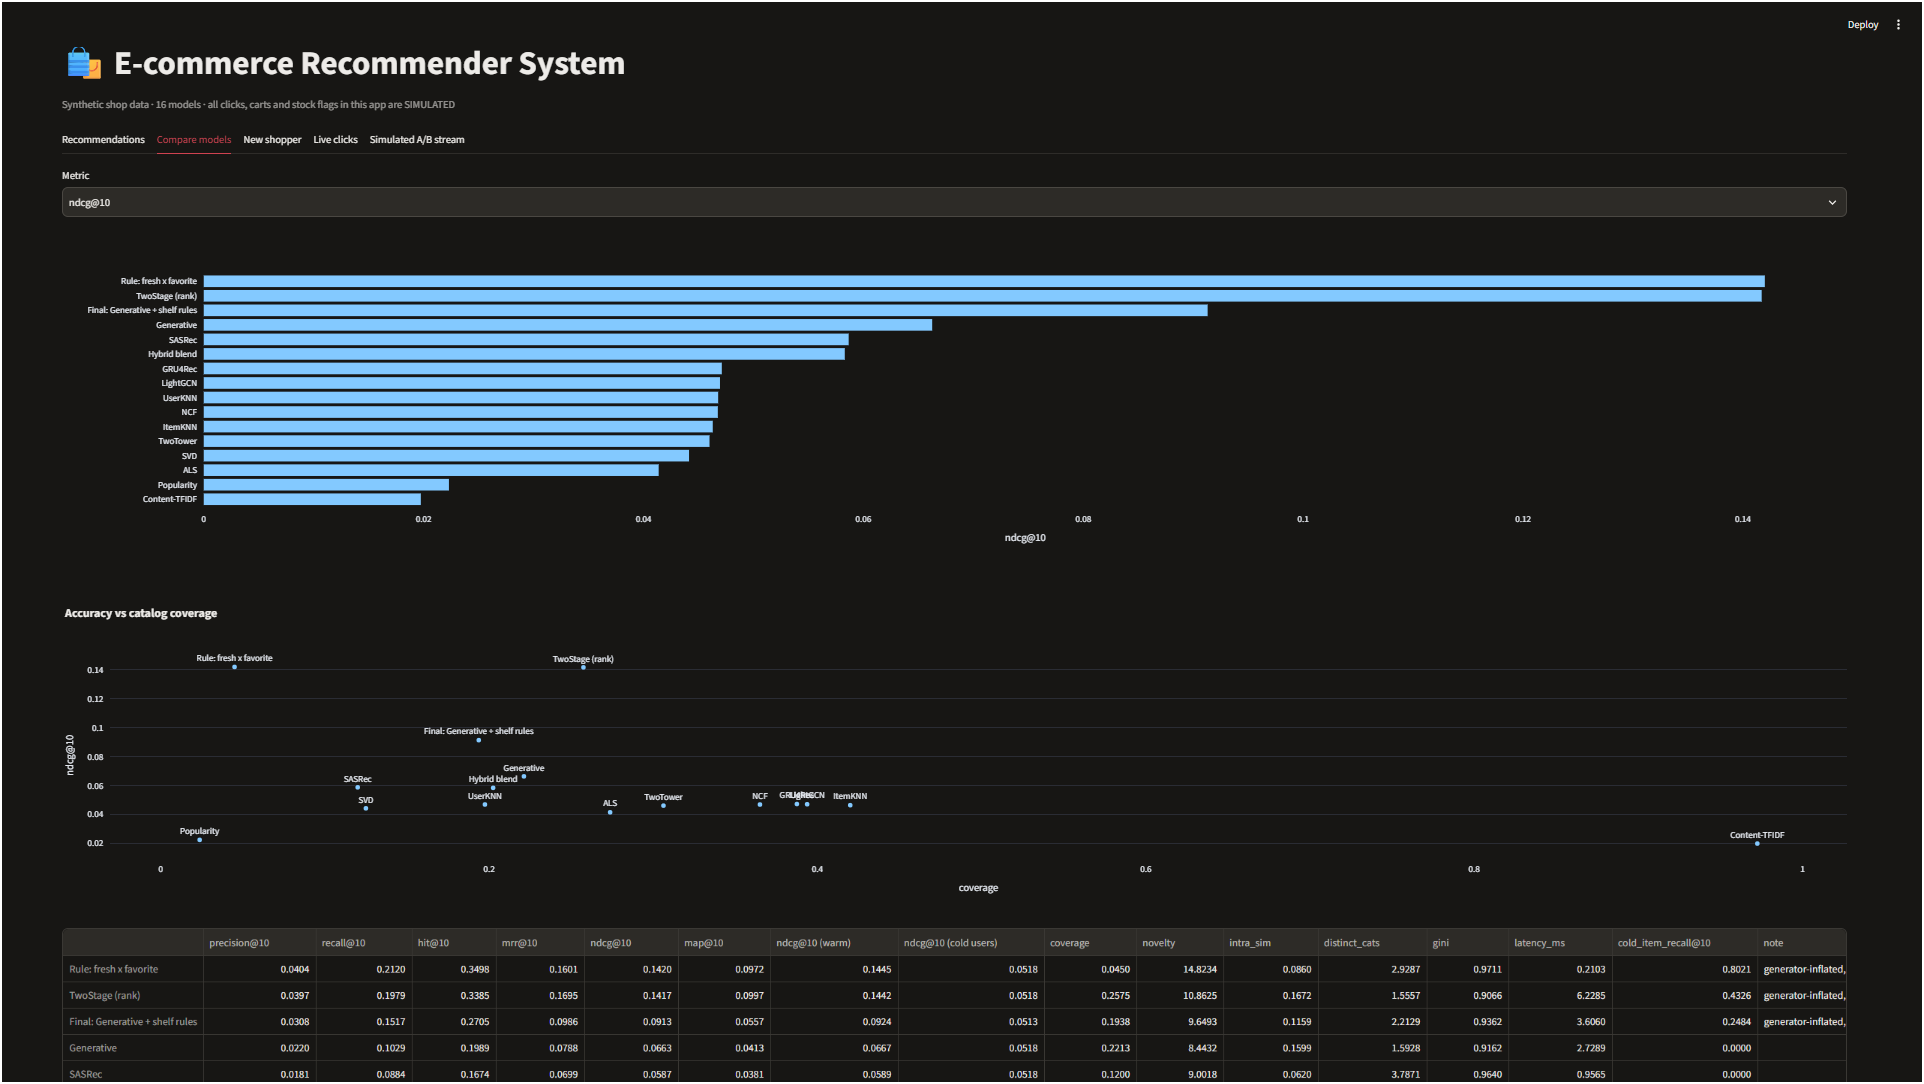 Deploy
E-commerce Recommender System
Synthetic shop data · 16 models · all clicks, carts and stock flags in this app are SIMULATED
Recommendations Compare models New shopper Live clicks Simulated A/B stream
Metric
ndcg@10
Rule: fresh x favorite
TwoStage (rank)
Final: Generative + shelf rules
Generative
SASRec
Hybrid blend
GRU4Rec
LightGCN
UserKNN
NCF
ItemKNN
TwoTower
SVD
ALS
Popularity
Content-TFIDF
0 0.02 0.04 0.06 0.08 0.1 0.12 0.14
ndcg@10
Accuracy vs catalog coverage
Rule: fresh x favorite TwoStage (rank)
0.14
0.12
Final: Generative + shelf rules
0.1
ndcg@10
0.08
Generative
SASRec Hybrid blend
0.06
SVD UserKNN ALS TwoTower NCF GRU4Rec LightGCN ItemKNN
0.04
Popularity Content-TFIDF
0.02
0 0.2 0.4 0.6 0.8 1
coverage
precision@10 recall@10 hit@10 mrr@10 ndcg@10 map@10 ndcg@10 (warm) ndcg@10 (cold users) coverage novelty intra_sim distinct_cats gini latency_ms cold_item_recall@10 note
Rule: fresh x favorite 0.0404 0.2120 0.3498 0.1601 0.1420 0.0972 0.1445 0.0518 0.0450 14.8234 0.0860 2.9287 0.9711 0.2103 0.8021 generator-inflated,
TwoStage (rank) 0.0397 0.1979 0.3385 0.1695 0.1417 0.0997 0.1442 0.0518 0.2575 10.8625 0.1672 1.5557 0.9066 6.2285 0.4326 generator-inflated,
Final: Generative + shelf rules 0.0308 0.1517 0.2705 0.0986 0.0913 0.0557 0.0924 0.0513 0.1938 9.6493 0.1159 2.2129 0.9362 3.6060 0.2484 generator-inflated,
Generative 0.0220 0.1029 0.1989 0.0788 0.0663 0.0413 0.0667 0.0518 0.2213 8.4432 0.1599 1.5928 0.9162 2.7289 0.0000
SASRec 0.0181 0.0884 0.1674 0.0699 0.0587 0.0381 0.0589 0.0518 0.1200 9.0018 0.0620 3.7871 0.9640 0.9565 0.0000